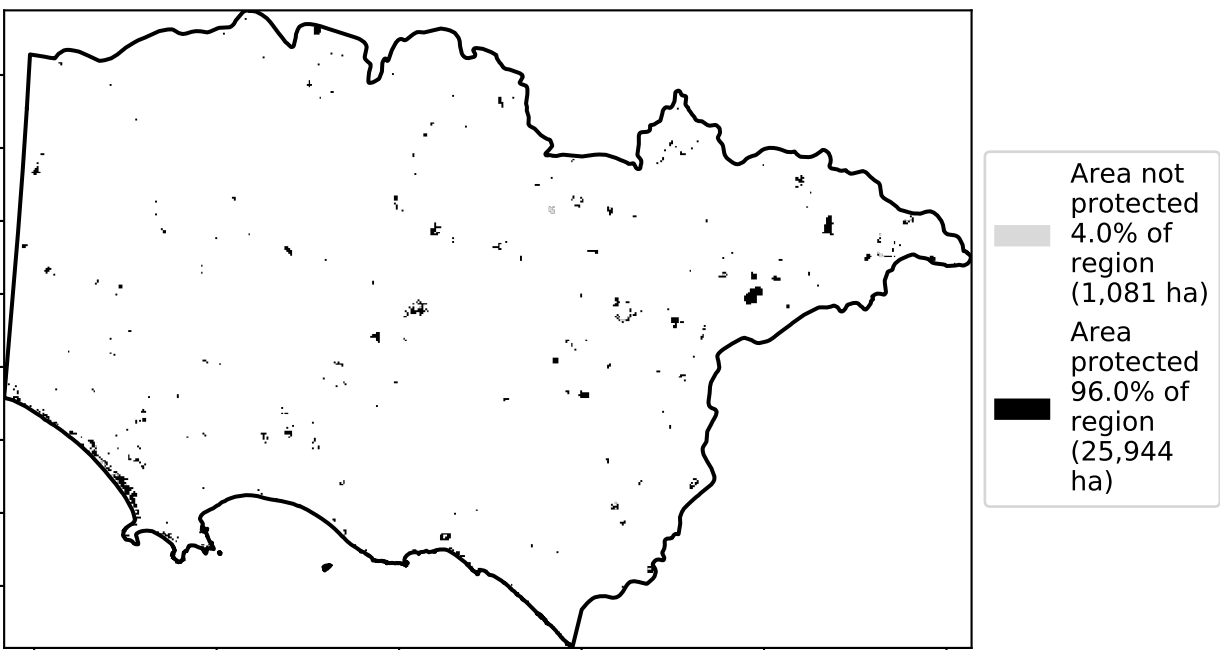 Area not
protected
4.0% of
region
(1,081 ha)
Area
protected
96.0% of
region
(25,944
ha)